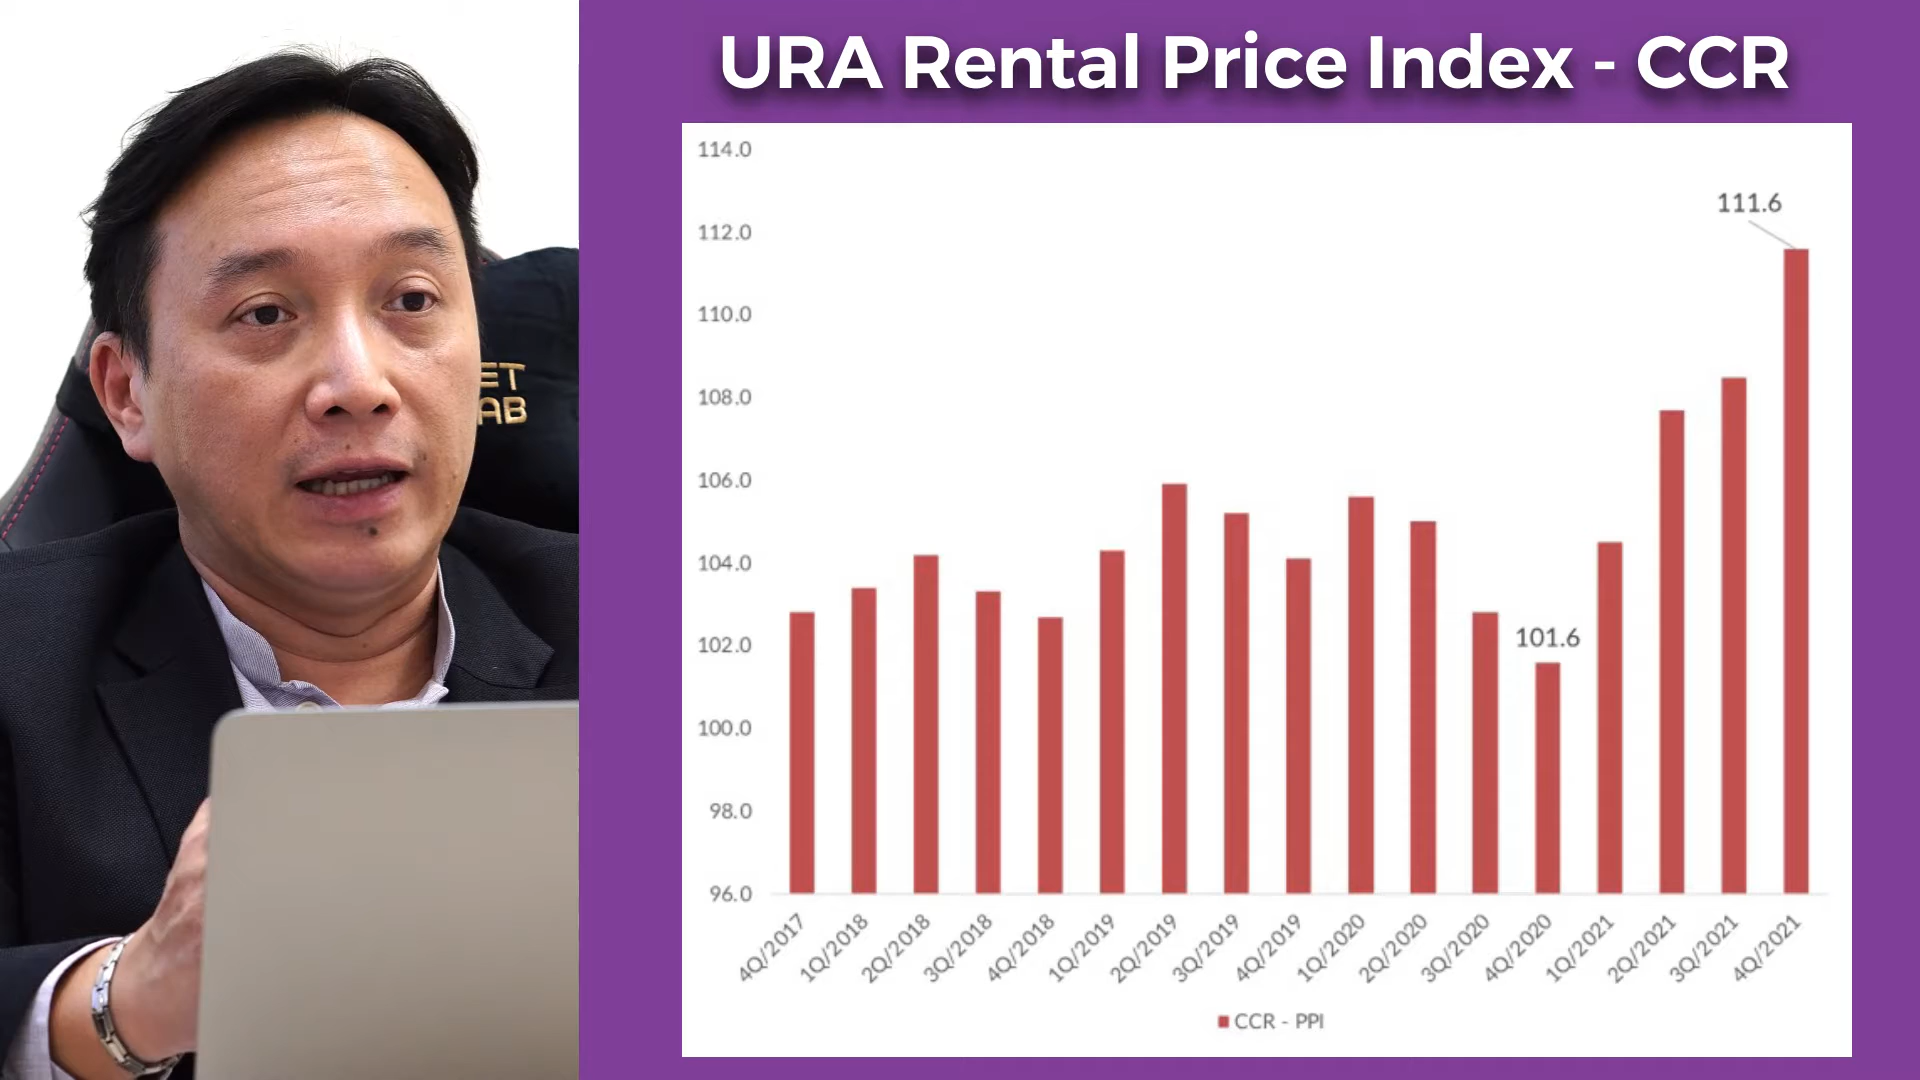 URA Rental Price Index - CCR
114.0
112.0
110.0
108.0
106.0
104.0
102.0
100.0
98.0
96.0
111.6
101.6
4Q/2017
1Q/2018
2Q/2018
3Q/2018
4Q/2018
1Q/2019
2Q/2019
3Q/2019
4Q/2019
1Q/2020
2Q/2020
3Q/2020
4Q/2020
1Q/2021
2Q/2021
3Q/2021
4Q/2021
CCR - PPI
ET
AB